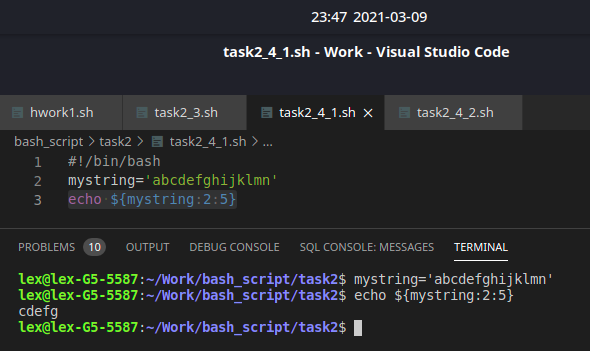 23:47 2021-03-09
task2_4_1.sh - Work - Visual Studio Code
hwork1.sh task2_3.sh task2_4_1.sh × task2_4_2.sh
bash_script > task2 > task2_4_1.sh > ...
1 #!/bin/bash
2 mystring='abcdefghijklmn'
3 echo ${mystring:2:5}
PROBLEMS 10 OUTPUT DEBUG CONSOLE SQL CONSOLE: MESSAGES TERMINAL
lex@lex-G5-5587:~/Work/bash_script/task2$ mystring='abcdefghijklmn'
lex@lex-G5-5587:~/Work/bash_script/task2$ echo ${mystring:2:5}
cdefg
lex@lex-G5-5587:~/Work/bash_script/task2$